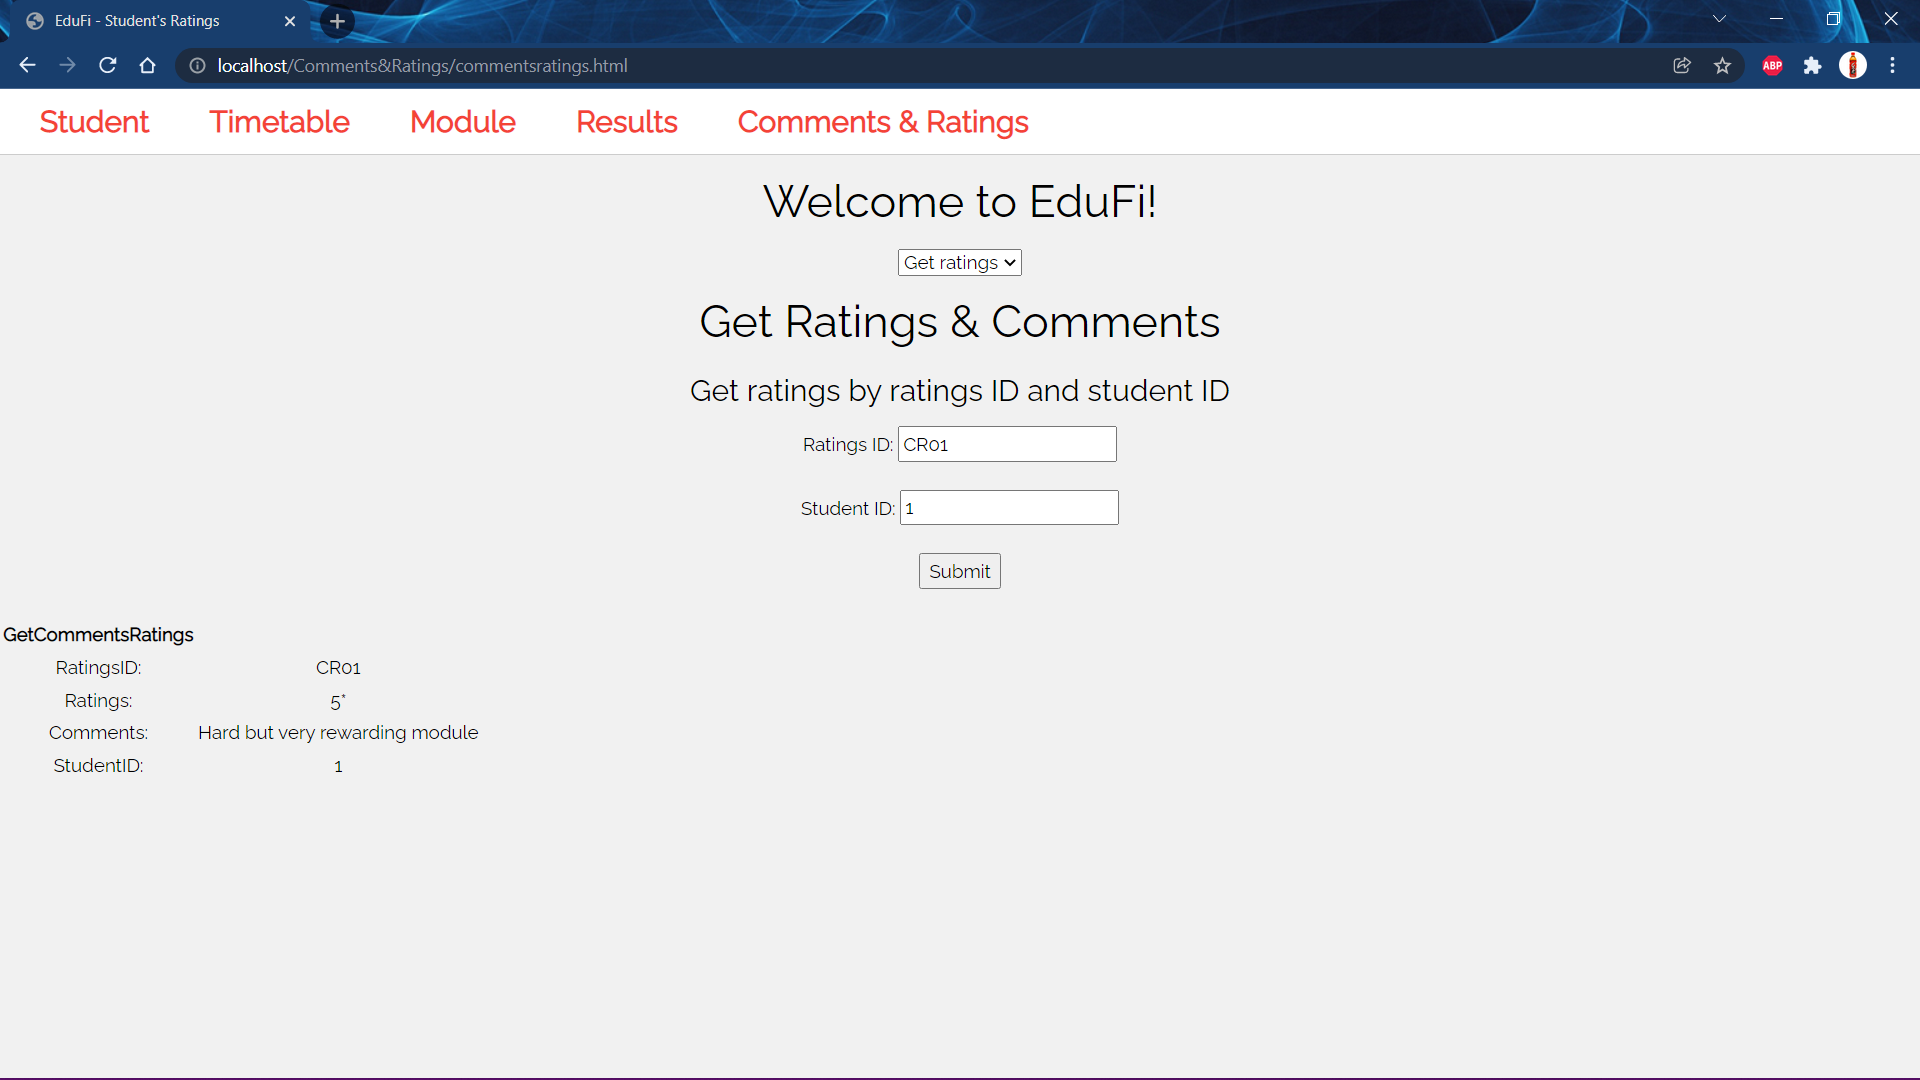 EduFi - Student's Ratings
localhost/Comments&Ratings/commentsratings.html
ABP
Student Timetable Module Results Comments & Ratings
Welcome to EduFi!
Get ratings
Get Ratings & Comments
Get ratings by ratings ID and student ID
Ratings ID: CR01
Student ID: 1
Submit
GetCommentsRatings
RatingsID: CR01
Ratings: 5*
Comments: Hard but very rewarding module
StudentID: 1